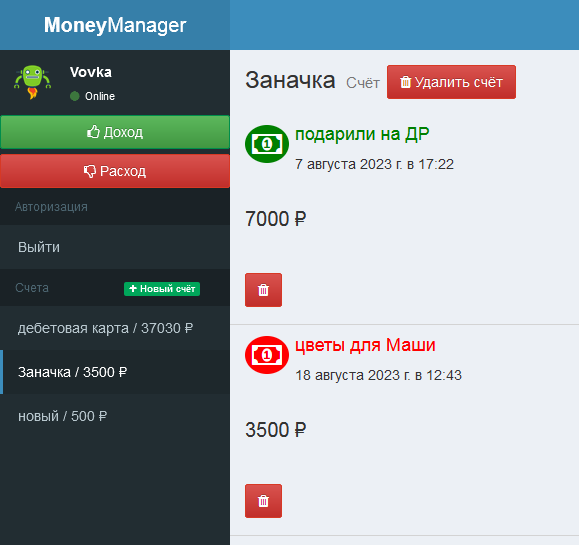 MoneyManager
Vovka
Online
Доход
Расход
Авторизация
Выйти
Счета
Новый счёт
дебетовая карта / 37030 ₽
Заначка / 3500 ₽
новый / 500 ₽
Заначка Счёт Удалить счёт
подарили на ДР
7 августа 2023 г. в 17:22
7000 ₽
цветы для Маши
18 августа 2023 г. в 12:43
3500 ₽